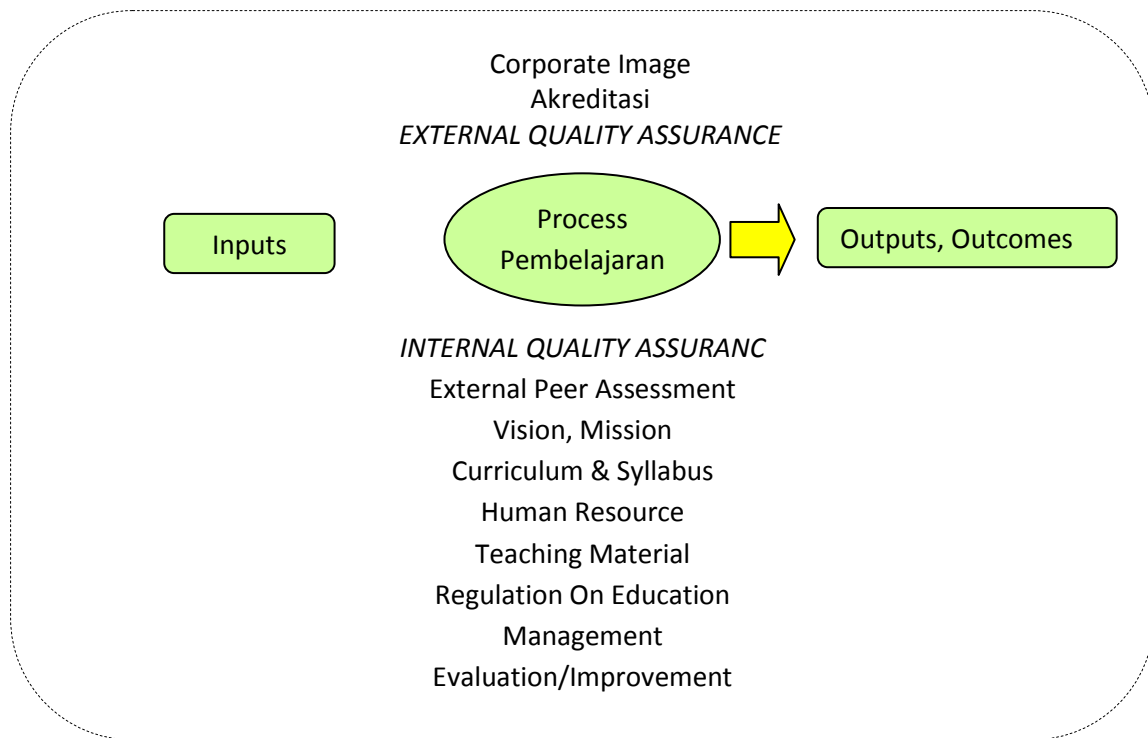 Corporate Image
Akreditasi
EXTERNAL QUALITY ASSURANCE
Inputs
Process
Pembelajaran
Outputs, Outcomes
INTERNAL QUALITY ASSURANC
External Peer Assessment
Vision, Mission
Curriculum & Syllabus
Human Resource
Teaching Material
Regulation On Education
Management
Evaluation/Improvement